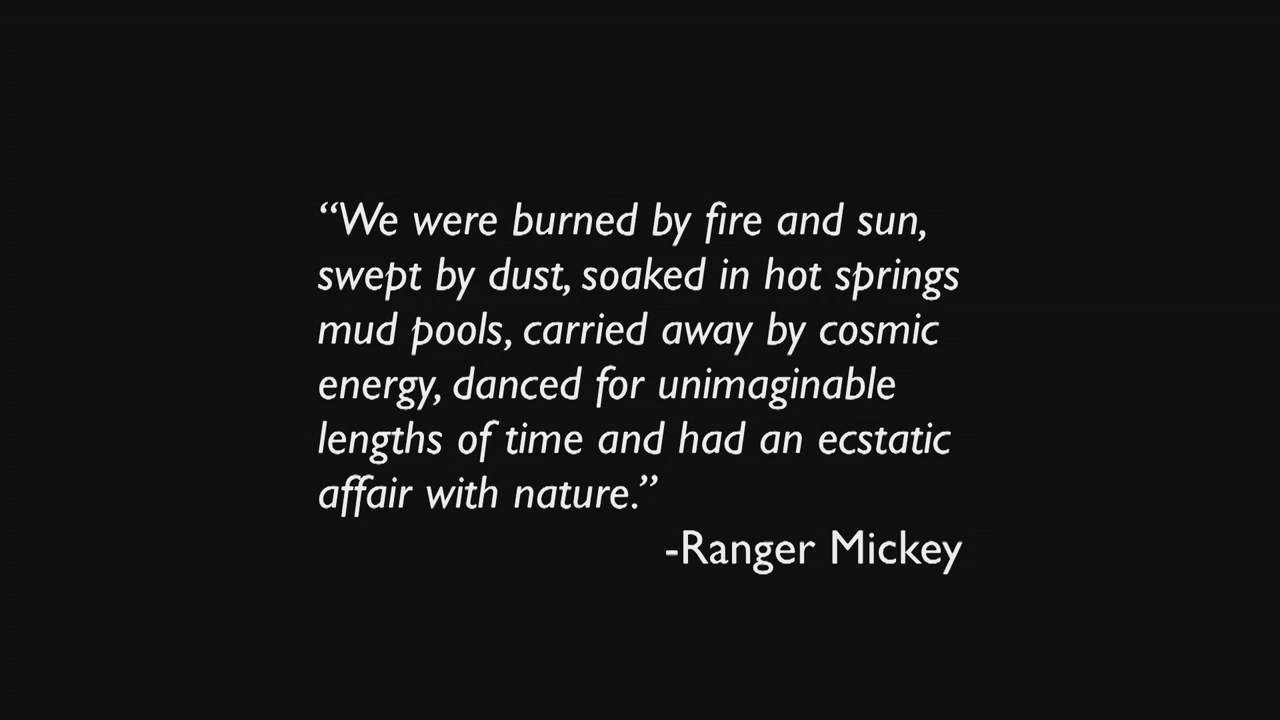 “We were burned by fire and sun,
swept by dust, soaked in hot springs
mud pools, carried away by cosmic
energy, danced for unimaginable
lengths of time and had an ecstatic
affair with nature.”
-Ranger Mickey